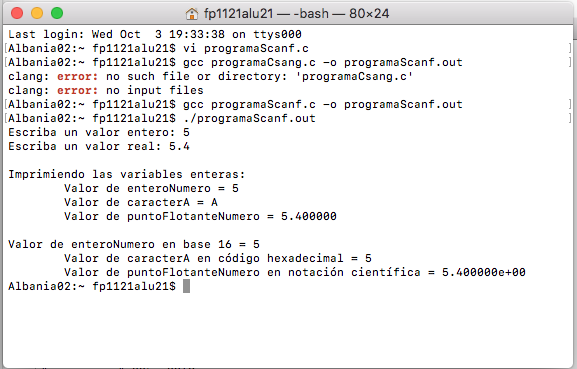 fp1121alu21 — -bash — 80×24
Last login: Wed Oct  3 19:33:38 on ttys000
[Albania02:~ fp1121alu21$ vi programaScanf.c ]
[Albania02:~ fp1121alu21$ gcc programaCsang.c -o programaScanf.out ]
clang: error: no such file or directory: 'programaCsang.c'
clang: error: no input files
[Albania02:~ fp1121alu21$ gcc programaScanf.c -o programaScanf.out ]
[Albania02:~ fp1121alu21$ ./programaScanf.out ]
Escriba un valor entero: 5
Escriba un valor real: 5.4
Imprimiendo las variables enteras:
Valor de enteroNumero = 5
Valor de caracterA = A
Valor de puntoFlotanteNumero = 5.400000
Valor de enteroNumero en base 16 = 5
Valor de caracterA en código hexadecimal = 5
Valor de puntoFlotanteNumero en notación científica = 5.400000e+00
Albania02:~ fp1121alu21$